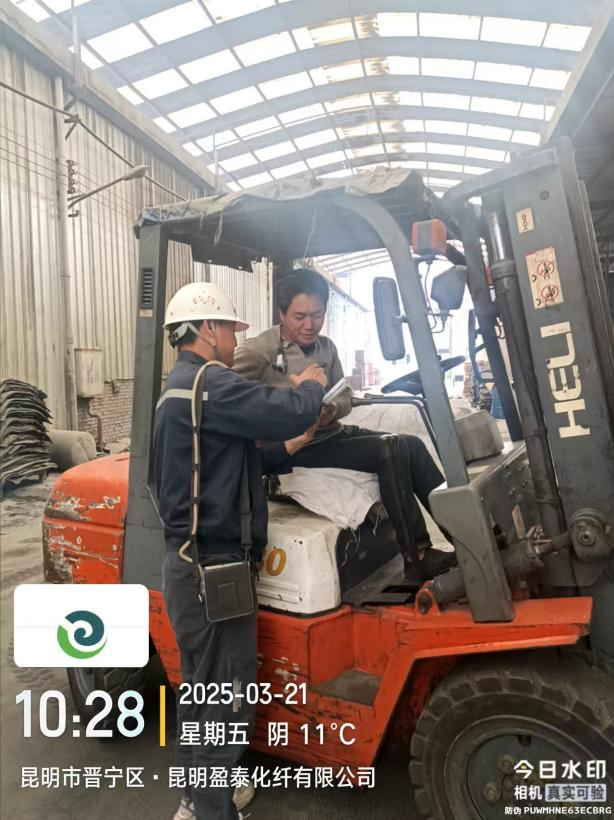 HELI
10:28
2025-03-21
星期五 阴 11°C
昆明市晋宁区·昆明盈泰化纤有限公司
今日水印
相机 真实可验
防伪 PUWMHNE63ECBRG